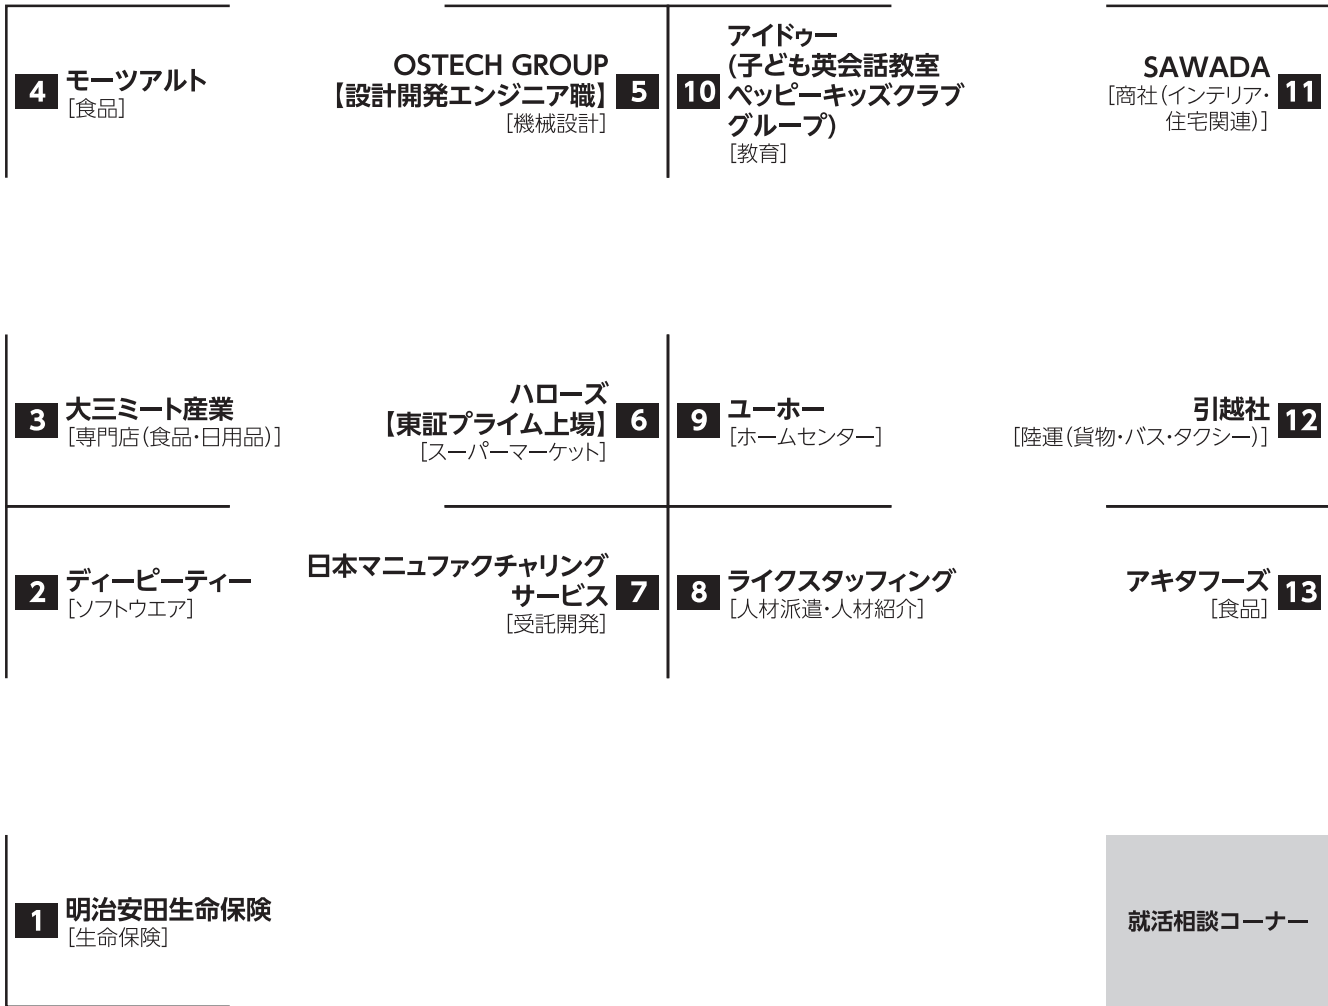 4
モーツアルト
[食品]
OSTECH GROUP
【設計開発エンジニア職】
[機械設計]
5
10
アイドゥー
(子ども英会話教室
ペッピーキッズクラブ
グループ)
[教育]
SAWADA
[商社(インテリア・
住宅関連)]
11
3
大三ミート産業
[専門店(食品・日用品)]
ハローズ
【東証プライム上場】
[スーパーマーケット]
6
9
ユーホー
[ホームセンター]
引越社
[陸運(貨物・バス・タクシー)]
12
2
ディーピーティー
[ソフトウエア]
日本マニュファクチャリング
サービス
[受託開発]
7
8
ライクスタッフィング
[人材派遣・人材紹介]
アキタフーズ
[食品]
13
1
明治安田生命保険
[生命保険]
就活相談コーナー